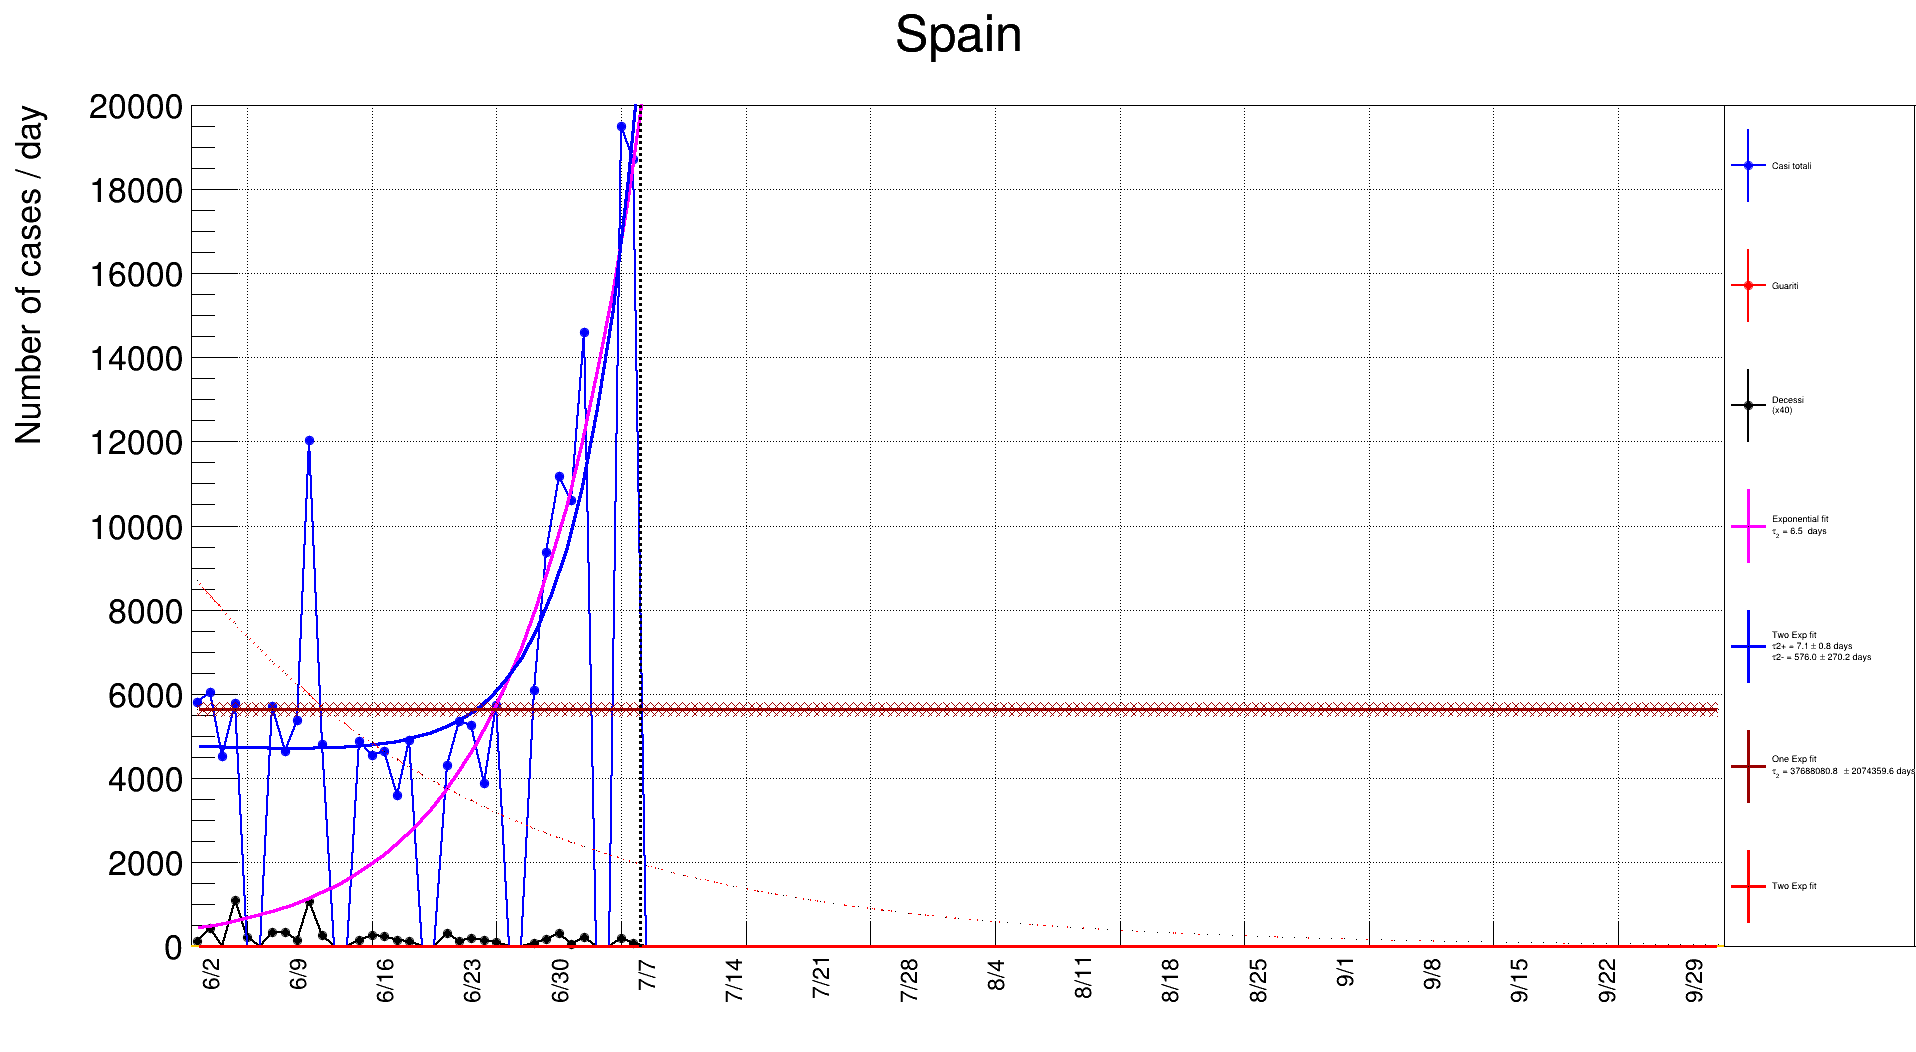 Spain
Number of cases / day
20000
18000
16000
14000
12000
10000
8000
6000
4000
2000
0
6/2
6/9
6/16
6/23
6/30
7/7
7/14
7/21
7/28
8/4
8/11
8/18
8/25
9/1
9/8
9/15
9/22
9/29
Casi totali
Guariti
Decessi
(x40)
Exponential fit
τ2 = 6.5 days
Two Exp fit
τ2+ = 7.1 ± 0.8 days
τ2- = 576.0 ± 270.2 days
One Exp fit
τ2 = 37688080.8 ± 2074359.6 days
Two Exp fit